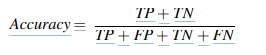 Accuracy = TP + TN
TP + FP + TN + FN